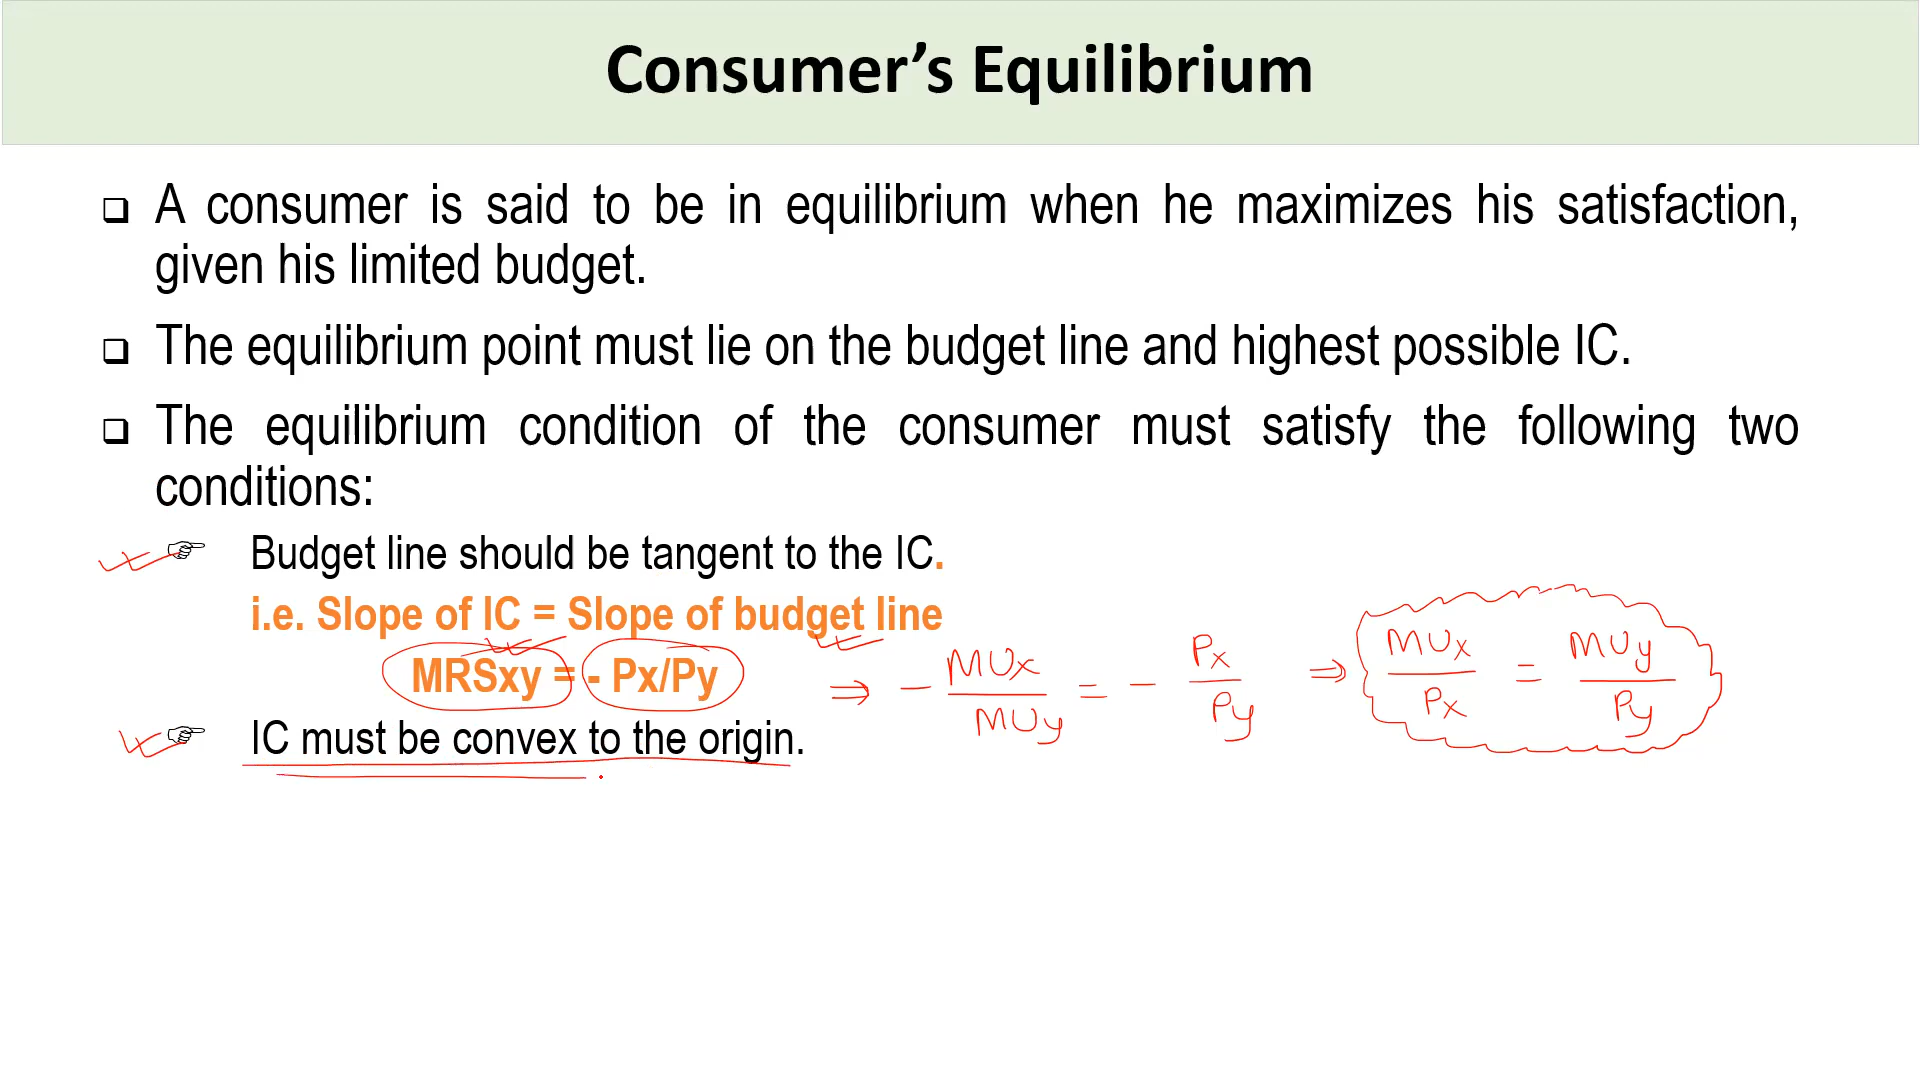 Consumer’s Equilibrium
❑ A consumer is said to be in equilibrium when he maximizes his satisfaction,
given his limited budget.
❑ The equilibrium point must lie on the budget line and highest possible IC.
❑ The equilibrium condition of the consumer must satisfy the following two
conditions:
☞ Budget line should be tangent to the IC.
i.e. Slope of IC = Slope of budget line
MRSxy = - Px/Py ⇒ - MUx/MUy = - Px/Py ⇒ MUx/Px = MUy/Py
☞ IC must be convex to the origin.